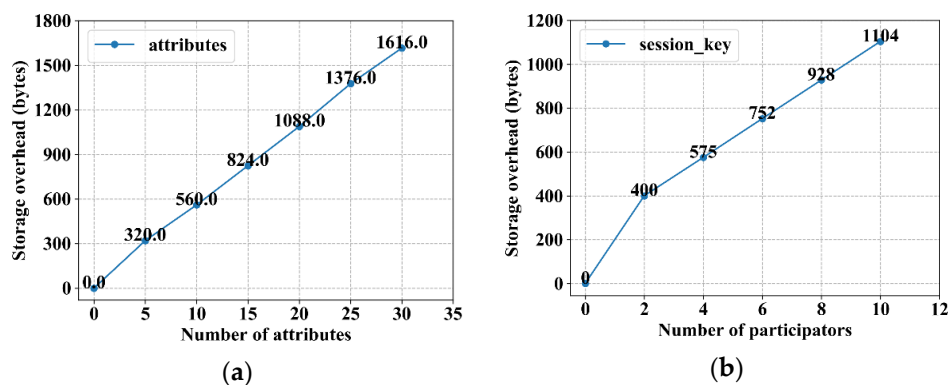 1800
1500
1200
900
600
300
0
Storage overhead (bytes)
attributes
0.0
320.0
560.0
824.0
1088.0
1376.0
1616.0
0 5 10 15 20 25 30 35
Number of attributes
(a)
1200
1000
800
600
400
200
0
Storage overhead (bytes)
session_key
0
400
575
752
928
1104
0 2 4 6 8 10 12
Number of participators
(b)